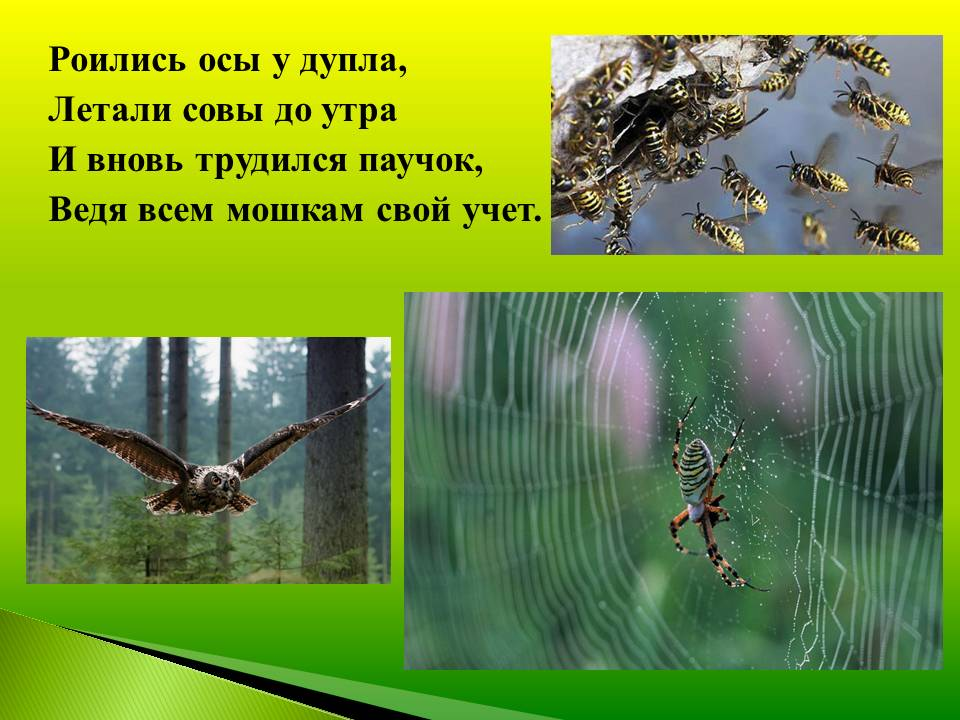 Роились осы у дупла,
Летали совы до утра
И вновь трудился паучок,
Ведя всем мошкам свой учет.